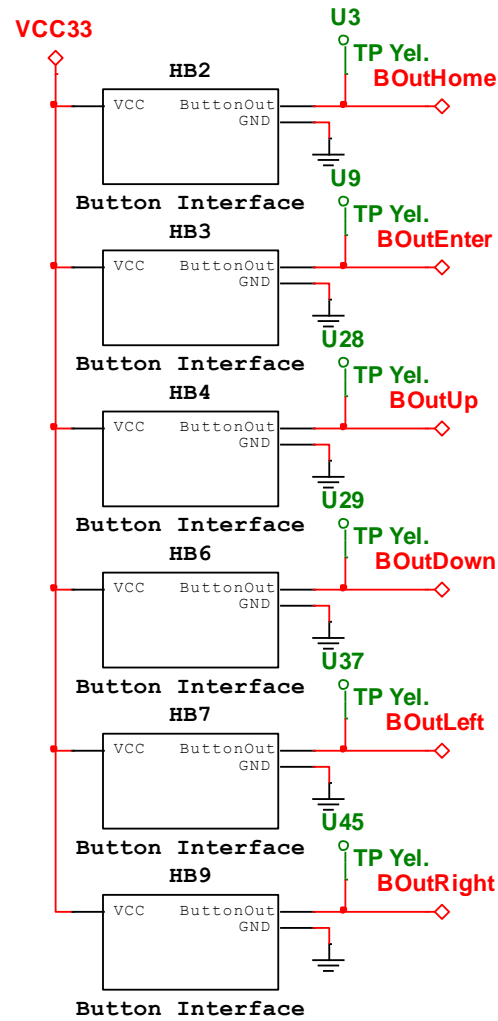 VCC33
U3
TP Yel.
BOutHome
HB2
VCC
ButtonOut
GND
Button Interface
U9
TP Yel.
BOutEnter
HB3
VCC
ButtonOut
GND
Button Interface
U28
TP Yel.
BOutUp
HB4
VCC
ButtonOut
GND
Button Interface
U29
TP Yel.
BOutDown
HB6
VCC
ButtonOut
GND
Button Interface
U37
TP Yel.
BOutLeft
HB7
VCC
ButtonOut
GND
Button Interface
U45
TP Yel.
BOutRight
HB9
VCC
ButtonOut
GND
Button Interface